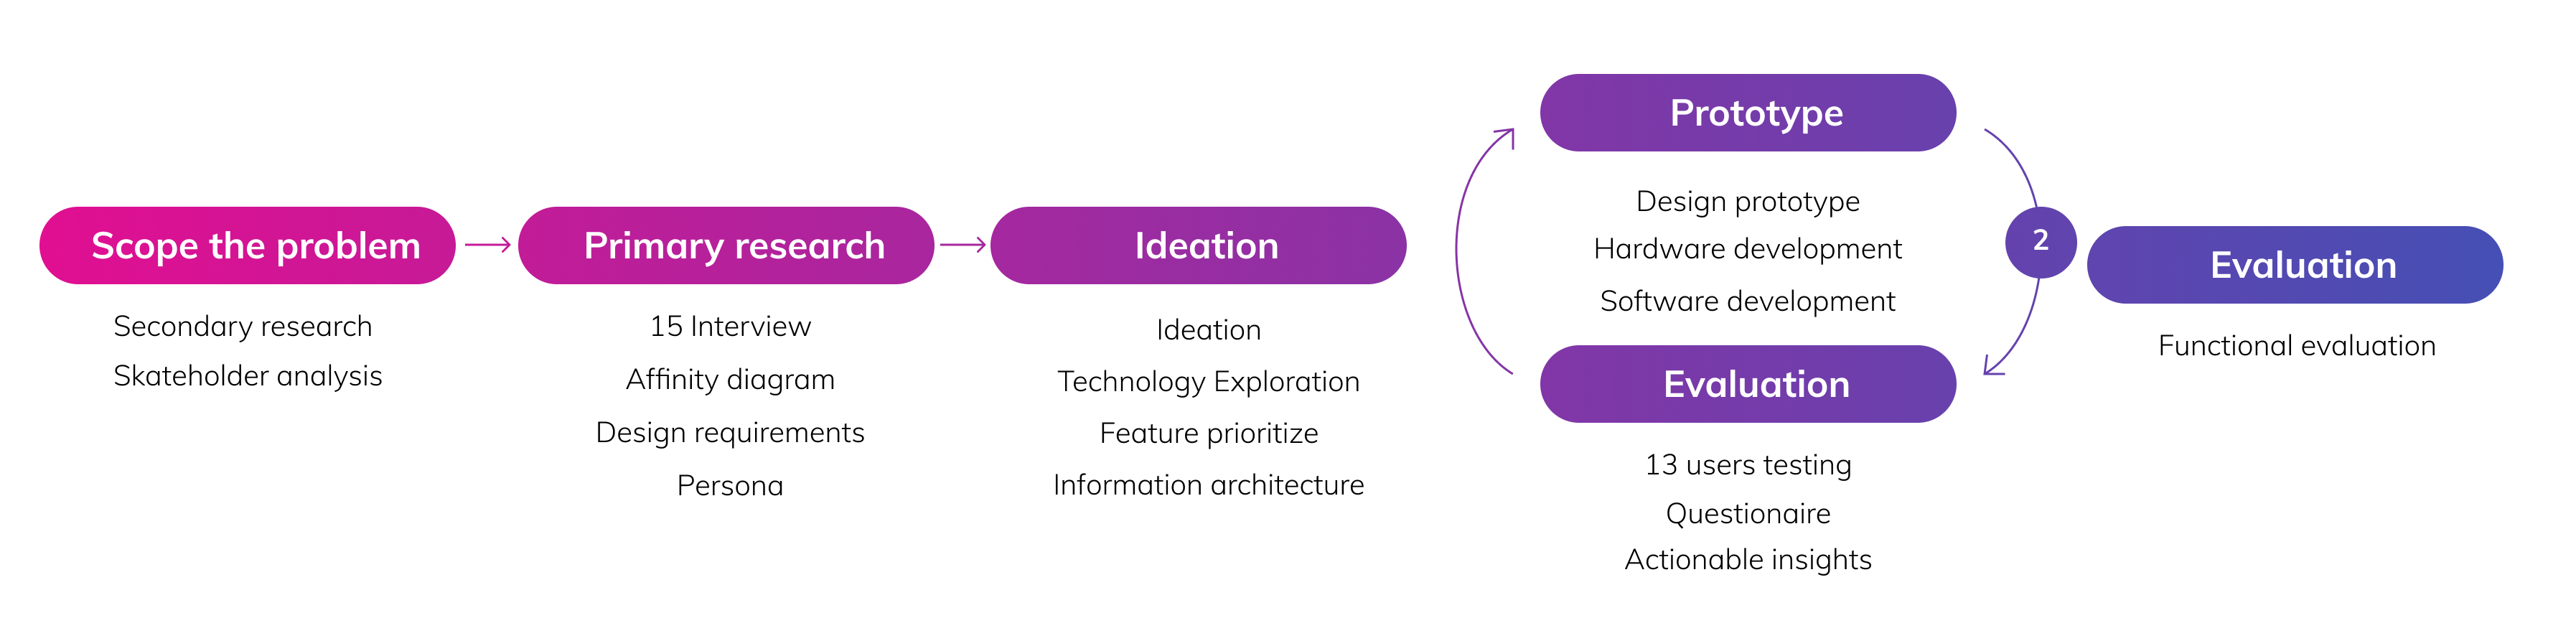 Scope the problem
Secondary research
Skateholder analysis
Primary research
15 Interview
Affinity diagram
Design requirements
Persona
Ideation
Ideation
Technology Exploration
Feature prioritize
Information architecture
Prototype
Design prototype
Hardware development
Software development
Evaluation
13 users testing
Questionaire
Actionable insights
2
Evaluation
Functional evaluation